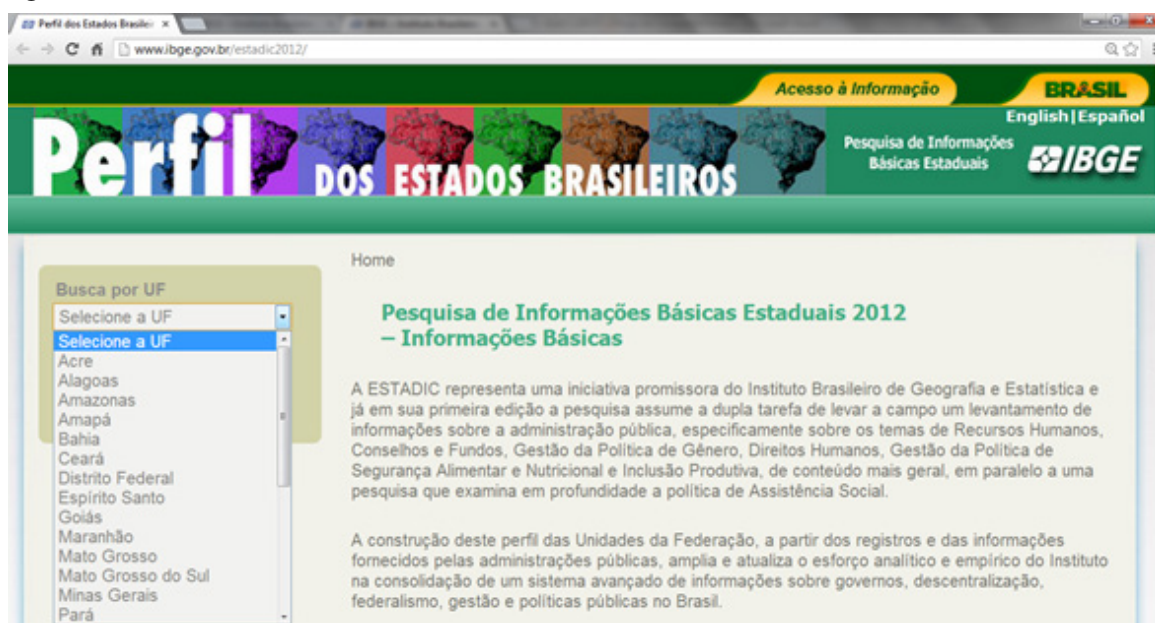 Perfil dos Estados Brasilei
www.ibge.gov.br/estadic2012/
Acesso à Informação
BRASIL
English|Español
Perfil DOS ESTADOS BRASILEIROS
Pesquisa de Informações
Básicas Estaduais
IBGE
Home
Busca por UF
Selecione a UF
Selecione a UF
Acre
Alagoas
Amazonas
Amapá
Bahia
Ceará
Distrito Federal
Espírito Santo
Goiás
Maranhão
Mato Grosso
Mato Grosso do Sul
Minas Gerais
Pará
Pesquisa de Informações Básicas Estaduais 2012
– Informações Básicas
A ESTADIC representa uma iniciativa promissora do Instituto Brasileiro de Geografia e Estatística e
já em sua primeira edição a pesquisa assume a dupla tarefa de levar a campo um levantamento de
informações sobre a administração pública, especificamente sobre os temas de Recursos Humanos,
Conselhos e Fundos, Gestão da Política de Gênero, Direitos Humanos, Gestão da Política de
Segurança Alimentar e Nutricional e Inclusão Produtiva, de conteúdo mais geral, em paralelo a uma
pesquisa que examina em profundidade a política de Assistência Social.
A construção deste perfil das Unidades da Federação, a partir dos registros e das informações
fornecidos pelas administrações públicas, amplia e atualiza o esforço analítico e empírico do Instituto
na consolidação de um sistema avançado de informações sobre governos, descentralização,
federalismo, gestão e políticas públicas no Brasil.